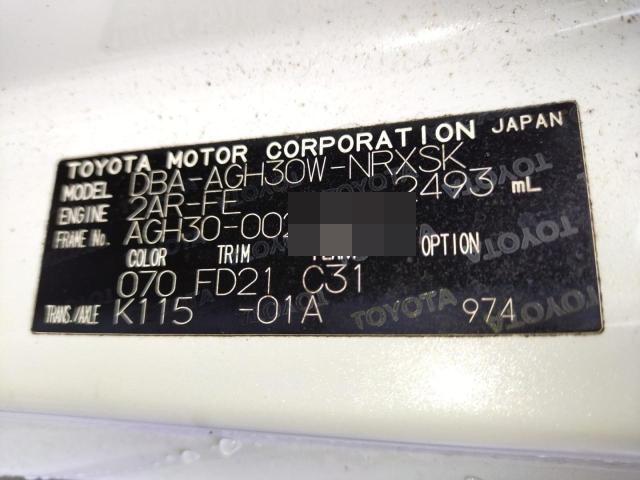 TOYOTA MOTOR CORPORATION JAPAN
MODEL DBA-AGH30W-NRXSK
ENGINE 2AR-FE 2493 mL
FRAME No. AGH30-002
COLOR TRIM PLANT OPTION
070 FD21 C31
TRANS./AXLE K115 -01A 974